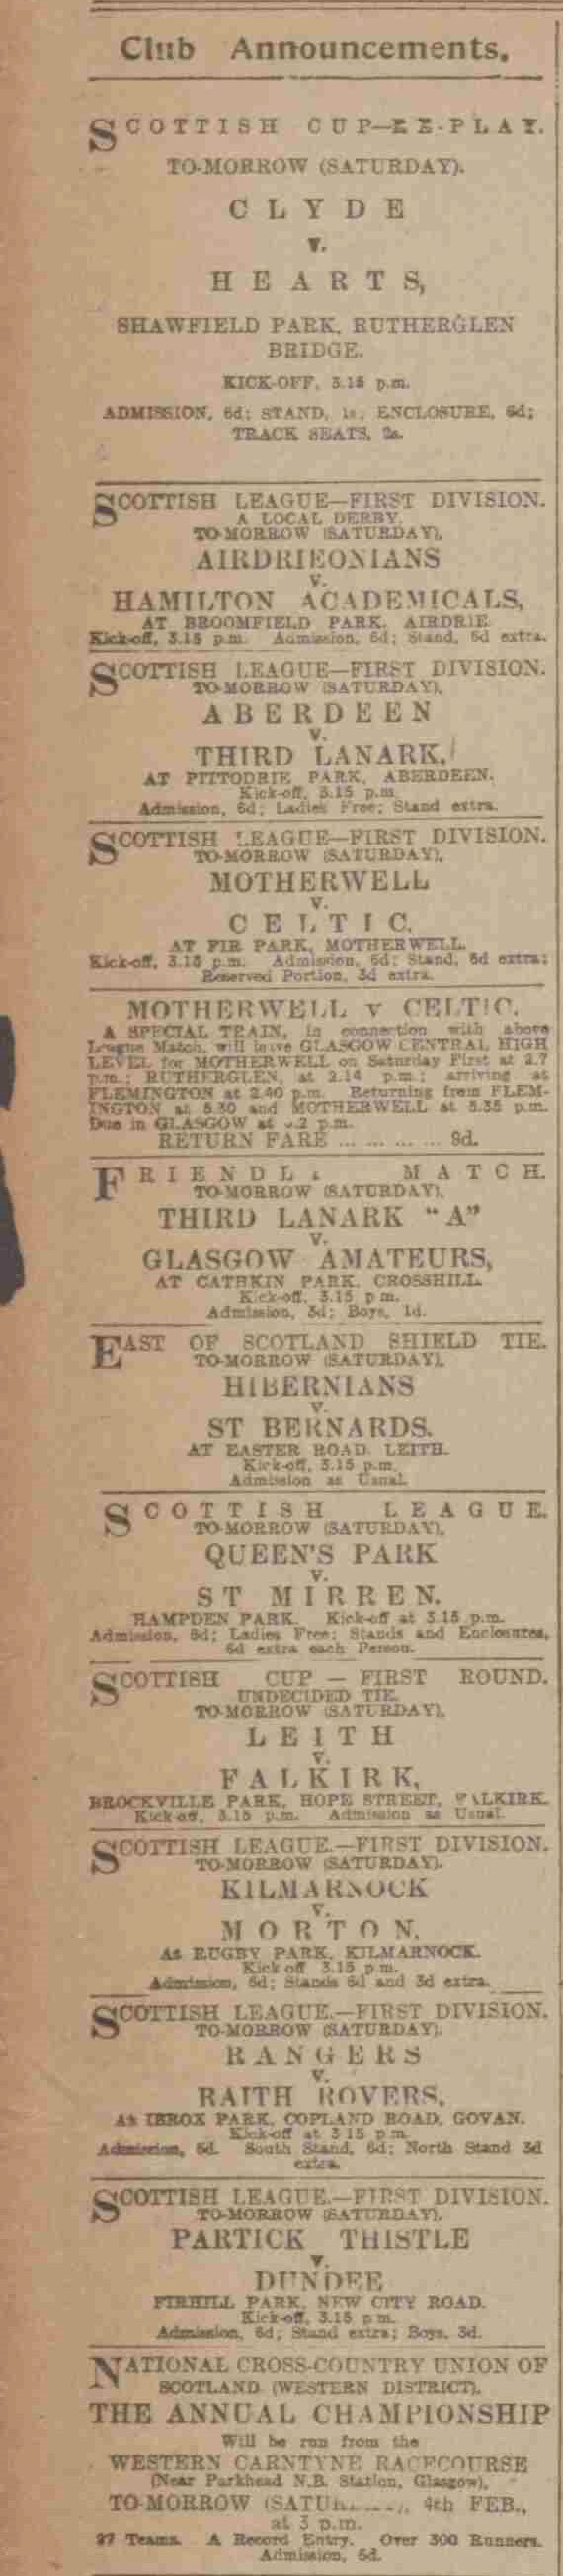 Club Announcements.
SCOTTISH CUP—RE-PLAY.
TO-MORROW (SATURDAY).
CLYDE
v.
HEARTS,
SHAWFIELD PARK, RUTHERGLEN
BRIDGE.
KICK-OFF, 3.15 p.m.
ADMISSION, 6d; STAND, 1s, ENCLOSURE, 6d;
TRACK SEATS, 2s.
SCOTTISH LEAGUE—FIRST DIVISION.
A LOCAL DERBY.
TO-MORROW (SATURDAY),
AIRDRIEONIANS
v.
HAMILTON ACADEMICALS,
AT BROOMFIELD PARK, AIRDRIE
Kick-off, 3.15 p.m. Admission, 6d; Stand, 6d extra.
SCOTTISH LEAGUE—FIRST DIVISION.
TO-MORROW (SATURDAY),
ABERDEEN
v.
THIRD LANARK,
AT PITTODRIE PARK, ABERDEEN.
Kick-off, 3.15 p.m.
Admission, 6d; Ladies Free; Stand extra.
SCOTTISH LEAGUE—FIRST DIVISION.
TO-MORROW (SATURDAY),
MOTHERWELL
v.
CELTIC.
AT FIR PARK, MOTHERWELL.
Kick-off, 3.15 p.m. Admission, 6d; Stand, 6d extra;
Reserved Portion, 3d extra.
MOTHERWELL v CELTIC.
A SPECIAL TRAIN, in connection with above
League Match, will leave GLASGOW CENTRAL HIGH
LEVEL for MOTHERWELL on Saturday First at 2.7
p.m.; RUTHERGLEN, at 2.14 p.m.; arriving at
FLEMINGTON at 2.40 p.m. Returning from FLEM-
INGTON at 5.30 and MOTHERWELL at 5.35 p.m.
Due in GLASGOW at p.m.
RETURN FARE ... ... ... ... 9d.
FRIENDLY MATCH.
TO-MORROW (SATURDAY),
THIRD LANARK "A"
v.
GLASGOW AMATEURS,
AT CATHKIN PARK, CROSSHILL
Kick-off, 3.15 p m.
Admission, 3d; Boys, 1d.
EAST OF SCOTLAND SHIELD TIE.
TO-MORROW (SATURDAY),
HIBERNIANS
v.
ST BERNARDS.
AT EASTER ROAD, LEITH.
Kick-off, 3.15 p.m.
Admission as Usual.
SCOTTISH LEAGUE.
TO-MORROW (SATURDAY),
QUEEN'S PARK
v.
ST MIRREN.
HAMPDEN PARK. Kick-off at 3.15 p.m.
Admission, 6d; Ladies Free; Stands and Enclosures,
6d extra each Person.
SCOTTISH CUP — FIRST ROUND.
UNDECIDED TIE.
TO-MORROW (SATURDAY),
LEITH
v.
FALKIRK,
BROCKVILLE PARK, HOPE STREET, FALKIRK.
Kick-off, 3.15 p.m. Admission as Usual.
SCOTTISH LEAGUE.—FIRST DIVISION.
TO-MORROW (SATURDAY).
KILMARNOCK
v.
MORTON.
At RUGBY PARK, KILMARNOCK.
Kick off 3.15 p m.
Admission, 6d; Stands 6d and 3d extra.
SCOTTISH LEAGUE.—FIRST DIVISION.
TO-MORROW (SATURDAY).
RANGERS
v.
RAITH ROVERS,
At IBROX PARK, COPLAND ROAD, GOVAN.
Kick-off at 3 15 p.m.
Admission, 6d. South Stand, 6d; North Stand 3d
extra.
SCOTTISH LEAGUE.—FIRST DIVISION.
TO-MORROW (SATURDAY),
PARTICK THISTLE
v.
DUNDEE
FIRHILL PARK, NEW CITY ROAD.
Kick-off, 3.15 p m.
Admission, 6d; Stand extra; Boys, 3d.
NATIONAL CROSS-COUNTRY UNION OF
SCOTLAND (WESTERN DISTRICT).
THE ANNUAL CHAMPIONSHIP
Will be run from the
WESTERN CARNTYNE RACECOURSE
(Near Parkhead N.B. Station, Glasgow),
TO-MORROW (SATURDAY), 4th FEB.,
at 3 p.m.
27 Teams. A Record Entry. Over 300 Runners.
Admission, 6d.